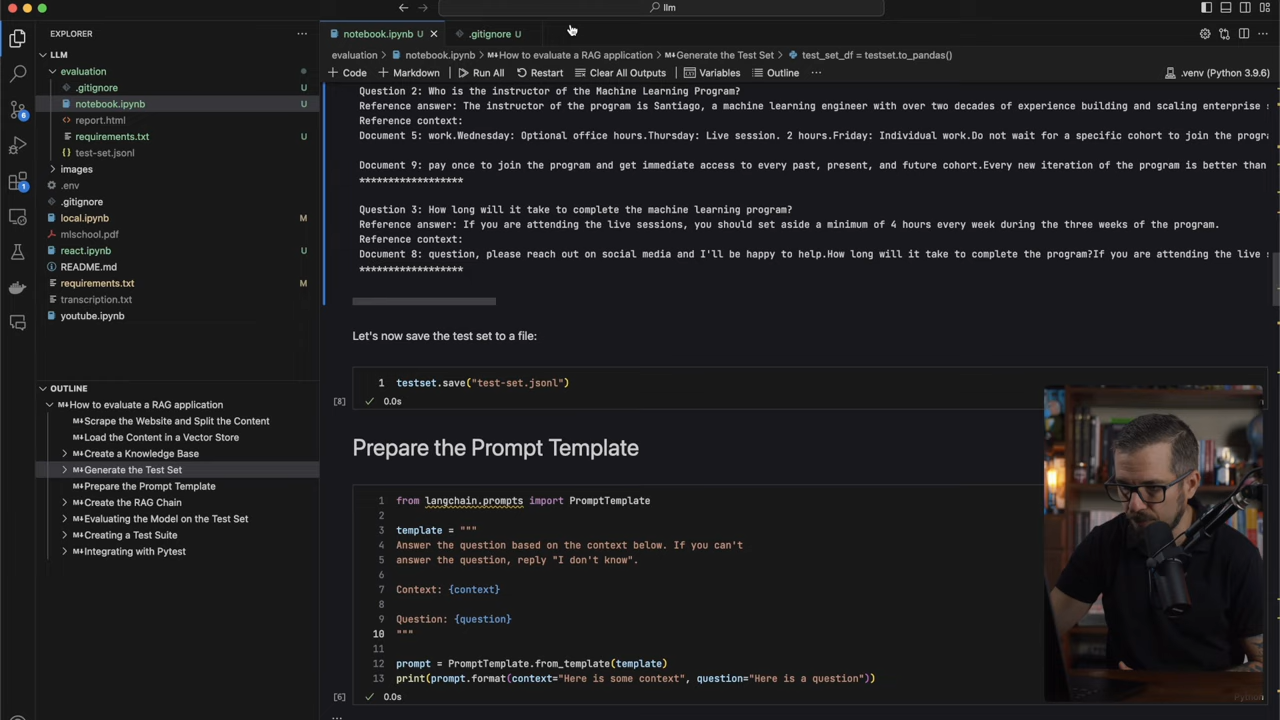 llm
EXPLORER
notebook.ipynb U
.gitignore U
LLM
evaluation
.gitignore U
notebook.ipynb U
report.html
requirements.txt U
test-set.jsonl
images
.env
.gitignore
local.ipynb M
mlschool.pdf
react.ipynb U
README.md
requirements.txt M
transcription.txt
youtube.ipynb
6
1
OUTLINE
How to evaluate a RAG application
Scrape the Website and Split the Content
Load the Content in a Vector Store
Create a Knowledge Base
Generate the Test Set
Prepare the Prompt Template
Create the RAG Chain
Evaluating the Model on the Test Set
Creating a Test Suite
Integrating with Pytest
evaluation > notebook.ipynb > How to evaluate a RAG application > Generate the Test Set > test_set_df = testset.to_pandas()
+ Code + Markdown Run All Restart Clear All Outputs Variables Outline ... .venv (Python 3.9.6)
Question 2: Who is the instructor of the Machine Learning Program?
Reference answer: The instructor of the program is Santiago, a machine learning engineer with over two decades of experience building and scaling enterprise s
Reference context:
Document 5: work.Wednesday: Optional office hours.Thursday: Live session. 2 hours.Friday: Individual work.Do not wait for a specific cohort to join the progra
Document 9: pay once to join the program and get immediate access to every past, present, and future cohort.Every new iteration of the program is better than
******************
Question 3: How long will it take to complete the machine learning program?
Reference answer: If you are attending the live sessions, you should set aside a minimum of 4 hours every week during the three weeks of the program.
Reference context:
Document 8: question, please reach out on social media and I'll be happy to help.How long will it take to complete the program?If you are attending the live s
******************
Let's now save the test set to a file:
1 testset.save("test-set.jsonl")
[8] 0.0s
Prepare the Prompt Template
1 from langchain.prompts import PromptTemplate
2
3 template = """
4 Answer the question based on the context below. If you can't
5 answer the question, reply "I don't know".
6
7 Context: {context}
8
9 Question: {question}
10 """
11
12 prompt = PromptTemplate.from_template(template)
13 print(prompt.format(context="Here is some context", question="Here is a question"))
[6] 0.0s
Python